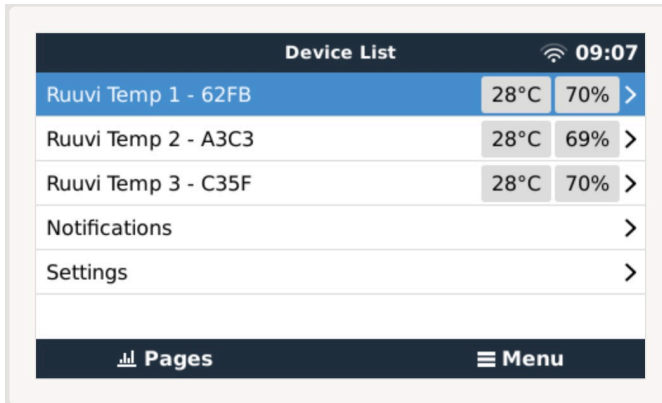 Device List 09:07
Ruuvi Temp 1 - 62FB 28°C 70%
Ruuvi Temp 2 - A3C3 28°C 69%
Ruuvi Temp 3 - C35F 28°C 70%
Notifications
Settings
Pages Menu